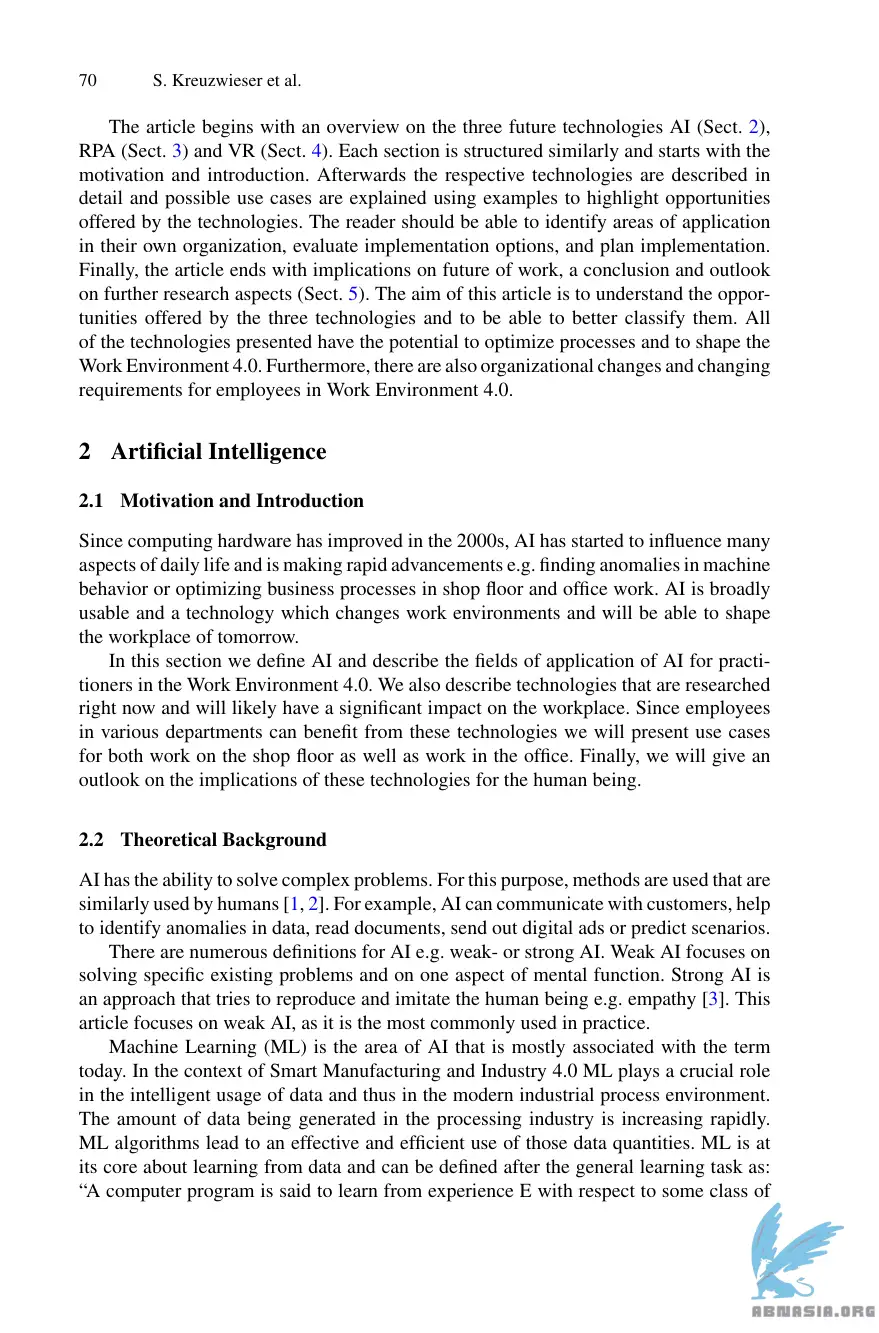 70 S. Kreuzwieser et al.
The article begins with an overview on the three future technologies AI (Sect. 2),
RPA (Sect. 3) and VR (Sect. 4). Each section is structured similarly and starts with the
motivation and introduction. Afterwards the respective technologies are described in
detail and possible use cases are explained using examples to highlight opportunities
offered by the technologies. The reader should be able to identify areas of application
in their own organization, evaluate implementation options, and plan implementation.
Finally, the article ends with implications on future of work, a conclusion and outlook
on further research aspects (Sect. 5). The aim of this article is to understand the oppor-
tunities offered by the three technologies and to be able to better classify them. All
of the technologies presented have the potential to optimize processes and to shape the
Work Environment 4.0. Furthermore, there are also organizational changes and changing
requirements for employees in Work Environment 4.0.
2 Artificial Intelligence
2.1 Motivation and Introduction
Since computing hardware has improved in the 2000s, AI has started to influence many
aspects of daily life and is making rapid advancements e.g. finding anomalies in machine
behavior or optimizing business processes in shop floor and office work. AI is broadly
usable and a technology which changes work environments and will be able to shape
the workplace of tomorrow.
In this section we define AI and describe the fields of application of AI for practi-
tioners in the Work Environment 4.0. We also describe technologies that are researched
right now and will likely have a significant impact on the workplace. Since employees
in various departments can benefit from these technologies we will present use cases
for both work on the shop floor as well as work in the office. Finally, we will give an
outlook on the implications of these technologies for the human being.
2.2 Theoretical Background
AI has the ability to solve complex problems. For this purpose, methods are used that are
similarly used by humans [1, 2]. For example, AI can communicate with customers, help
to identify anomalies in data, read documents, send out digital ads or predict scenarios.
There are numerous definitions for AI e.g. weak- or strong AI. Weak AI focuses on
solving specific existing problems and on one aspect of mental function. Strong AI is
an approach that tries to reproduce and imitate the human being e.g. empathy [3]. This
article focuses on weak AI, as it is the most commonly used in practice.
Machine Learning (ML) is the area of AI that is mostly associated with the term
today. In the context of Smart Manufacturing and Industry 4.0 ML plays a crucial role
in the intelligent usage of data and thus in the modern industrial process environment.
The amount of data being generated in the processing industry is increasing rapidly.
ML algorithms lead to an effective and efficient use of those data quantities. ML is at
its core about learning from data and can be defined after the general learning task as:
“A computer program is said to learn from experience E with respect to some class of
ABNASIA.ORG